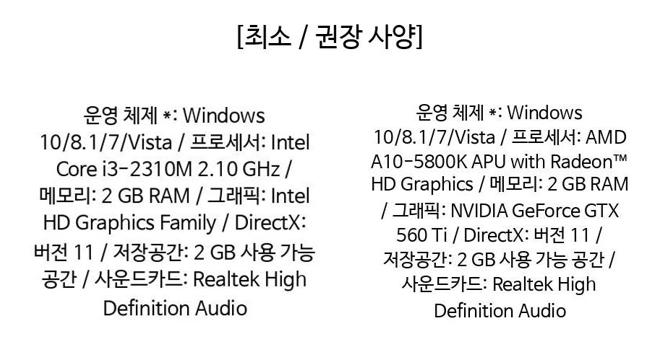 [최소 / 권장 사양]
운영 체제 *: Windows
10/8.1/7/Vista / 프로세서: Intel
Core i3-2310M 2.10 GHz /
메모리: 2 GB RAM / 그래픽: Intel
HD Graphics Family / DirectX:
버전 11 / 저장공간: 2 GB 사용 가능
공간 / 사운드카드: Realtek High
Definition Audio
운영 체제 *: Windows
10/8.1/7/Vista / 프로세서: AMD
A10-5800K APU with Radeon™
HD Graphics / 메모리: 2 GB RAM
/ 그래픽: NVIDIA GeForce GTX
560 Ti / DirectX: 버전 11 /
저장공간: 2 GB 사용 가능 공간 /
사운드카드: Realtek High
Definition Audio